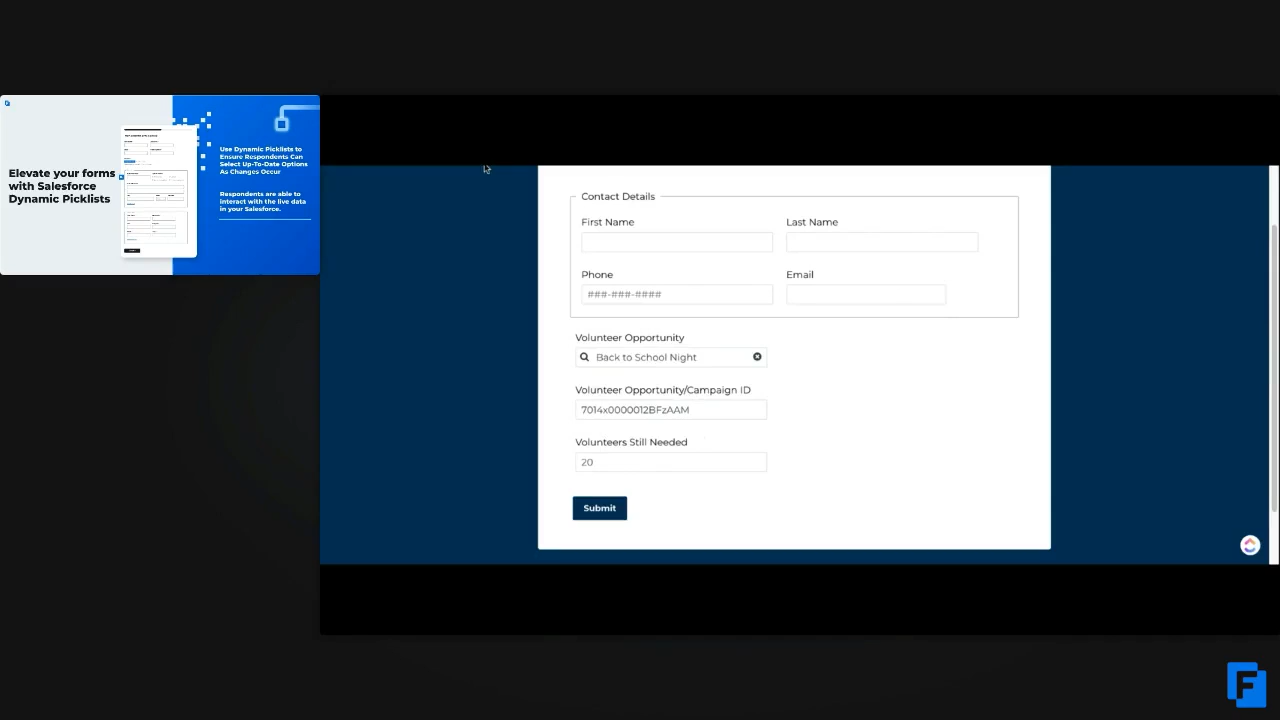 Elevate your forms
with Salesforce
Dynamic Picklists
Use Dynamic Picklists to
Ensure Respondents Can
Select Up-To-Date Options
As Changes Occur
Respondents are able to
interact with the live data
in your Salesforce.
Contact Details
First Name
Last Name
Phone
Email
###-###-####
Volunteer Opportunity
Back to School Night
Volunteer Opportunity/Campaign ID
7014x0000012BFzAAM
Volunteers Still Needed
20
Submit